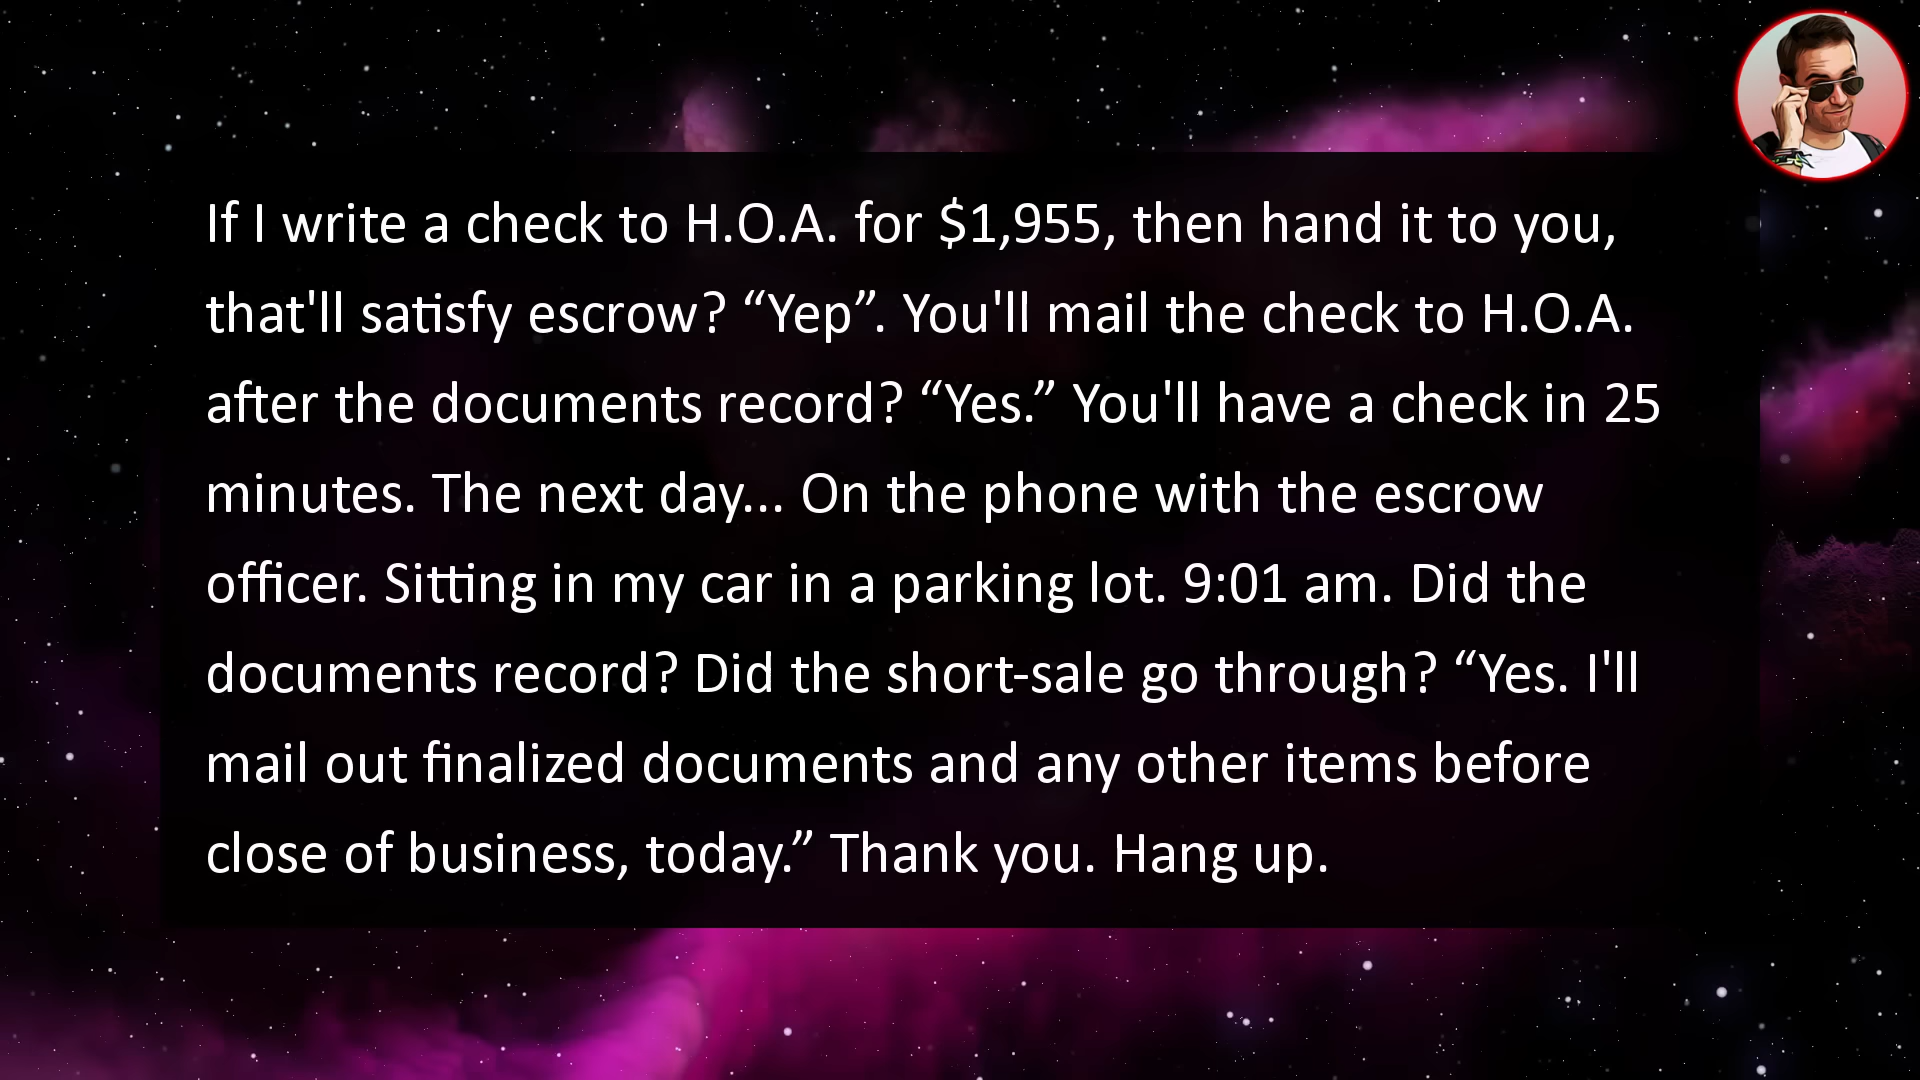 If I write a check to H.O.A. for $1,955, then hand it to you,
that'll satisfy escrow? “Yep”. You'll mail the check to H.O.A.
after the documents record? “Yes.” You'll have a check in 25
minutes. The next day... On the phone with the escrow
officer. Sitting in my car in a parking lot. 9:01 am. Did the
documents record? Did the short-sale go through? “Yes. I'll
mail out finalized documents and any other items before
close of business, today.” Thank you. Hang up.